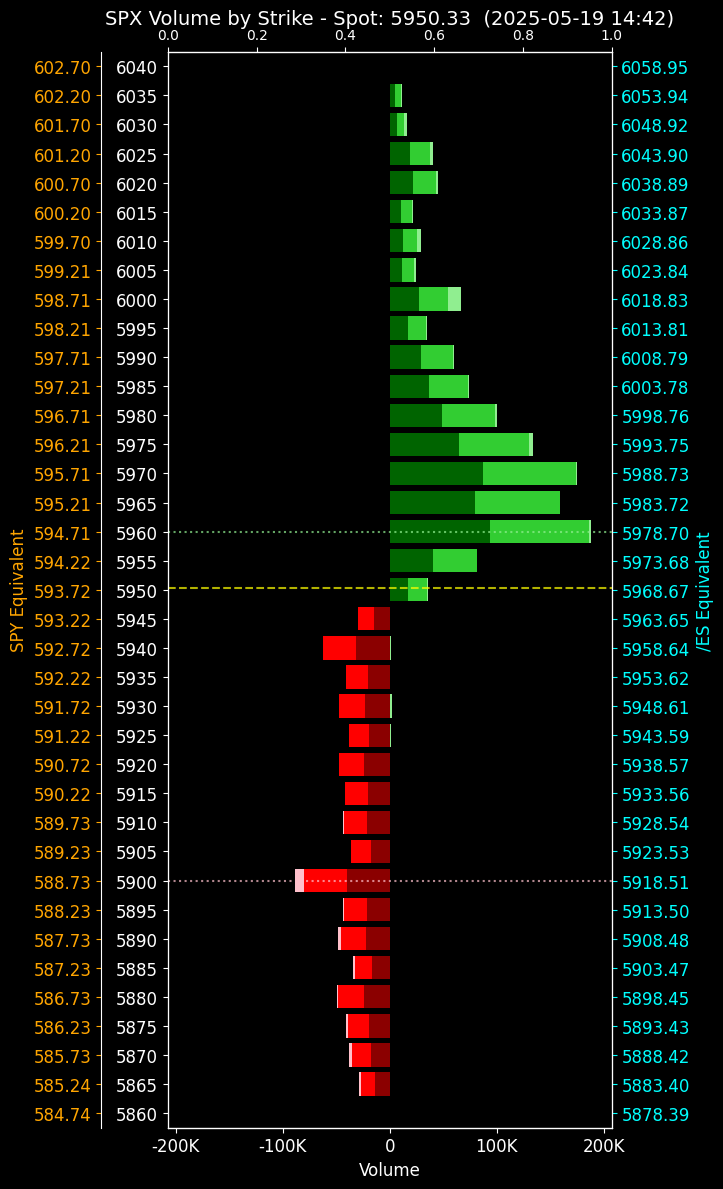 SPX Volume by Strike - Spot: 5950.33 (2025-05-19 14:42)
0.0 0.2 0.4 0.6 0.8 1.0
602.70 6040 6058.95
602.20 6035 6053.94
601.70 6030 6048.92
601.20 6025 6043.90
600.70 6020 6038.89
600.20 6015 6033.87
599.70 6010 6028.86
599.21 6005 6023.84
598.71 6000 6018.83
598.21 5995 6013.81
597.71 5990 6008.79
597.21 5985 6003.78
596.71 5980 5998.76
596.21 5975 5993.75
595.71 5970 5988.73
595.21 5965 5983.72
594.71 5960 5978.70
594.22 5955 5973.68
593.72 5950 5968.67
593.22 5945 5963.65
592.72 5940 5958.64
592.22 5935 5953.62
591.72 5930 5948.61
591.22 5925 5943.59
590.72 5920 5938.57
590.22 5915 5933.56
589.73 5910 5928.54
589.23 5905 5923.53
588.73 5900 5918.51
588.23 5895 5913.50
587.73 5890 5908.48
587.23 5885 5903.47
586.73 5880 5898.45
586.23 5875 5893.43
585.73 5870 5888.42
585.24 5865 5883.40
584.74 5860 5878.39
SPY Equivalent
/ES Equivalent
-200K -100K 0 100K 200K
Volume